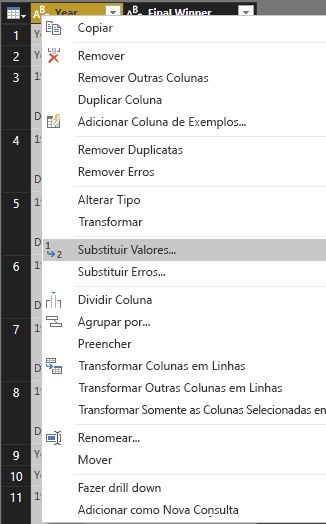 Year Final Winner
Copiar
1
Remover
2
Remover Outras Colunas
3
Duplicar Coluna
Adicionar Coluna de Exemplos...
Remover Duplicatas
4
Remover Erros
Alterar Tipo
5
Transformar
Substituir Valores...
6
Substituir Erros...
Dividir Coluna
Agrupar por...
7
Preencher
Transformar Colunas em Linhas
Transformar Outras Colunas em Linhas
8
Transformar Somente as Colunas Selecionadas em
Renomear...
9
Mover
10
Fazer drill down
11
Adicionar como Nova Consulta